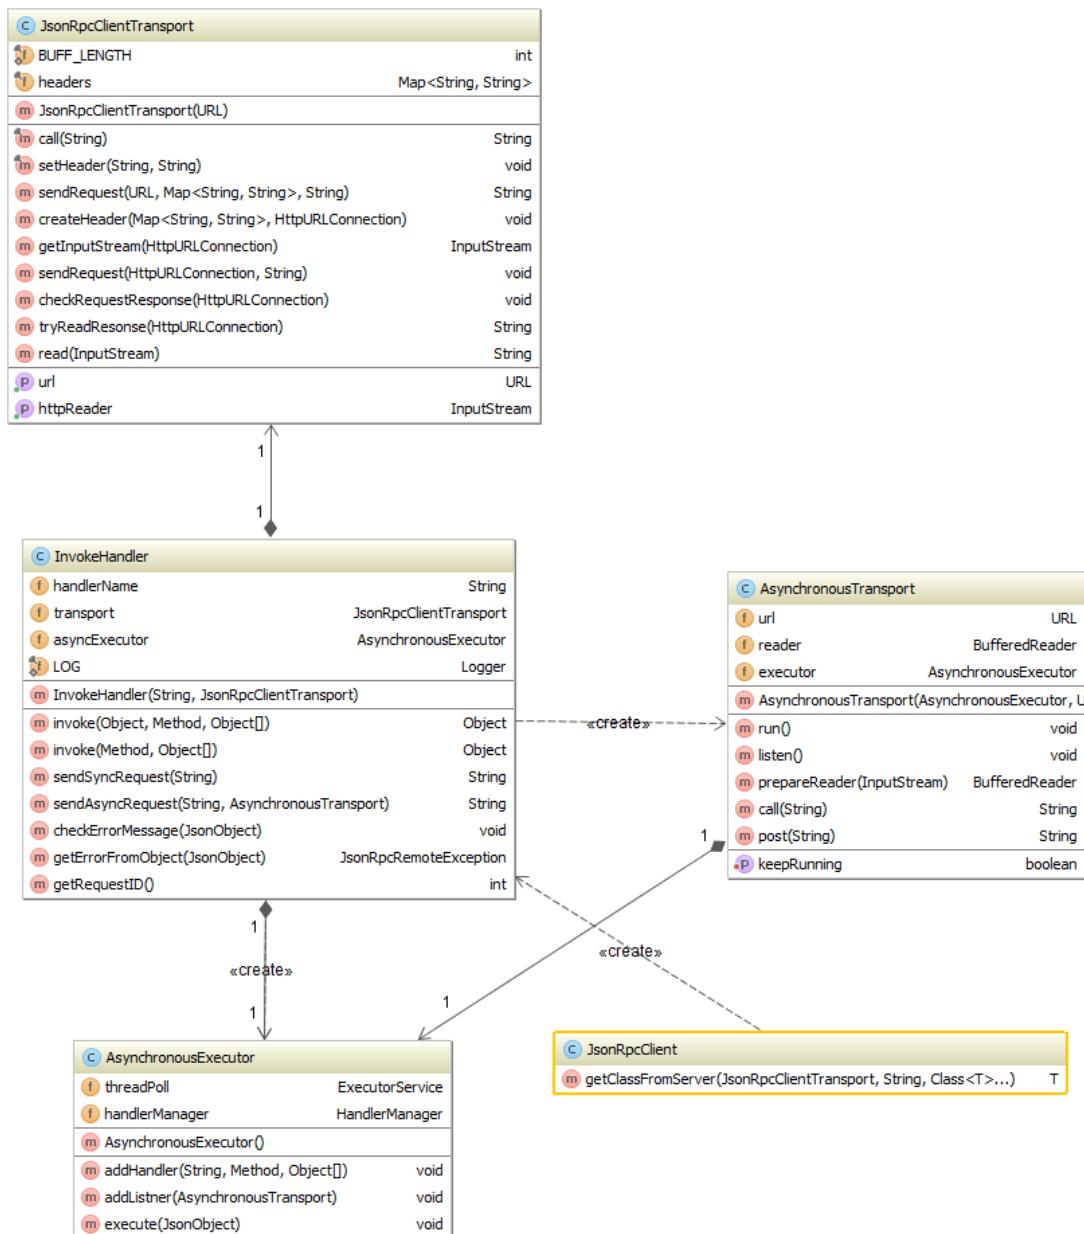 JsonRpcClientTransport
BUFF_LENGTH int
headers Map<String, String>
JsonRpcClientTransport(URL)
call(String) String
setHeader(String, String) void
sendRequest(URL, Map<String, String>, String) String
createHeader(Map<String, String>, HttpURLConnection) void
getInputStream(HttpURLConnection) InputStream
sendRequest(HttpURLConnection, String) void
checkRequestResponse(HttpURLConnection) void
tryReadResonse(HttpURLConnection) String
read(InputStream) String
url URL
httpReader InputStream
1
1
InvokeHandler
handlerName String
transport JsonRpcClientTransport
asyncExecutor AsynchronousExecutor
LOG Logger
InvokeHandler(String, JsonRpcClientTransport)
invoke(Object, Method, Object[]) Object
invoke(Method, Object[]) Object
sendSyncRequest(String) String
sendAsyncRequest(String, AsynchronousTransport) String
checkErrorMessage(JsonObject) void
getErrorFromObject(JsonObject) JsonRpcRemoteException
getRequestID() int
«create»
AsynchronousTransport
url URL
reader BufferedReader
executor AsynchronousExecutor
AsynchronousTransport(AsynchronousExecutor, U
run() void
listen() void
prepareReader(InputStream) BufferedReader
call(String) String
post(String) String
keepRunning boolean
1
1
«create»
1
1
«create»
AsynchronousExecutor
threadPoll ExecutorService
handlerManager HandlerManager
AsynchronousExecutor()
addHandler(String, Method, Object[]) void
addListner(AsynchronousTransport) void
execute(JsonObject) void
JsonRpcClient
getClassFromServer(JsonRpcClientTransport, String, Class<T>...) T